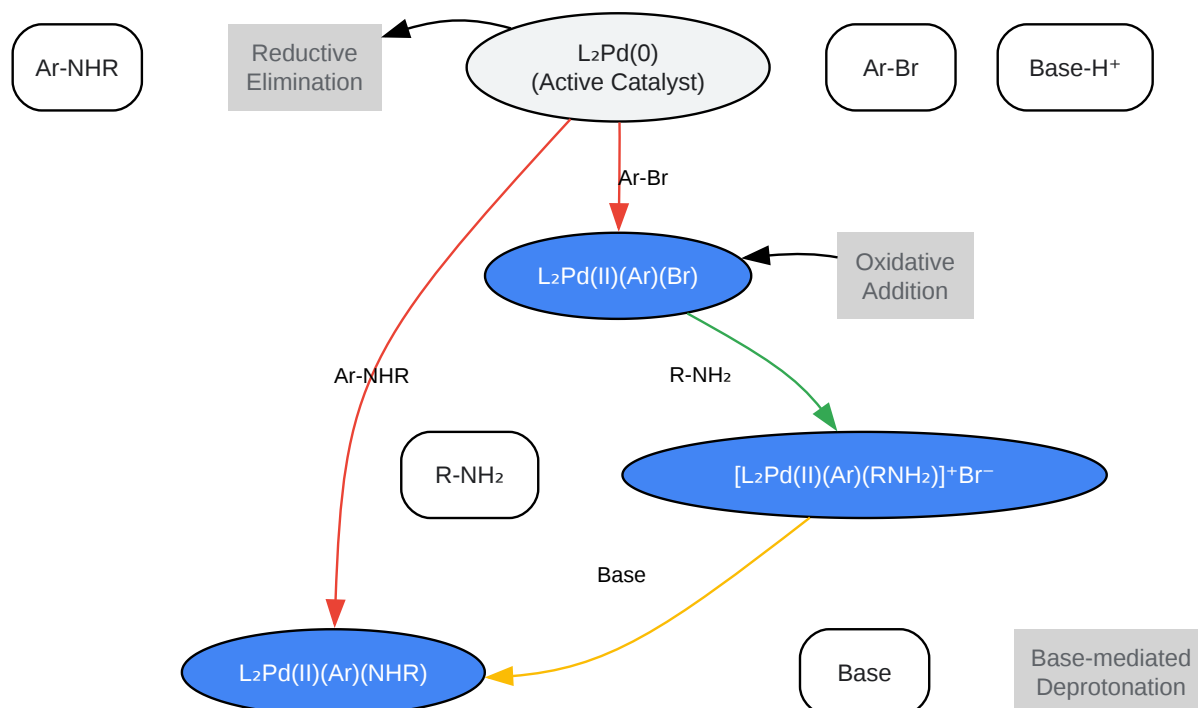 Ar-NHR
Reductive
Elimination
L₂Pd(0)
(Active Catalyst)
Ar-Br
Base-H⁺
Ar-Br
L₂Pd(II)(Ar)(Br)
Oxidative
Addition
Ar-NHR
R-NH₂
R-NH₂
[L₂Pd(II)(Ar)(RNH₂)]⁺Br⁻
Base
L₂Pd(II)(Ar)(NHR)
Base
Base-mediated
Deprotonation